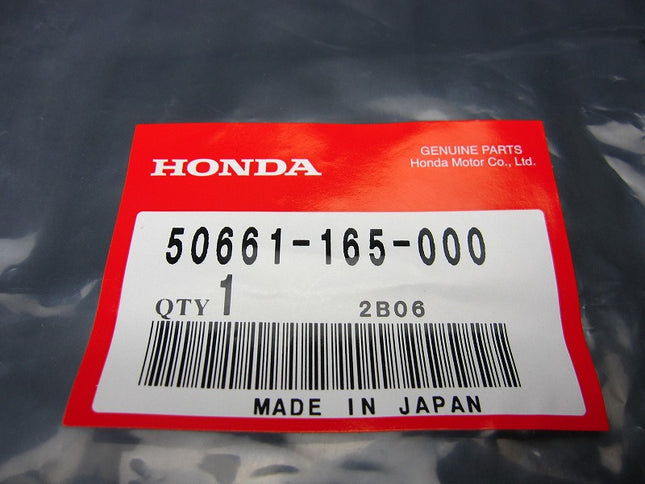 HONDA
GENUINE PARTS
Honda Motor Co., Ltd.
50661-165-000
QTY 1 2B06
MADE IN JAPAN